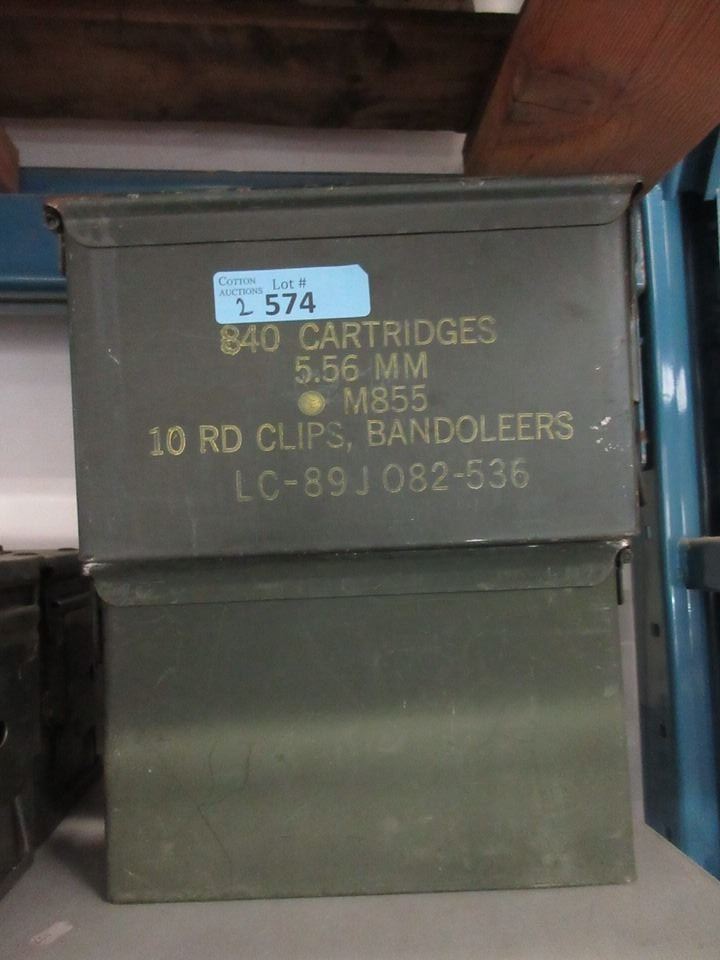 COTTON
AUCTIONS
Lot #
2 574
840 CARTRIDGES
5.56 MM
M855
10 RD CLIPS, BANDOLEERS
LC-89J082-536